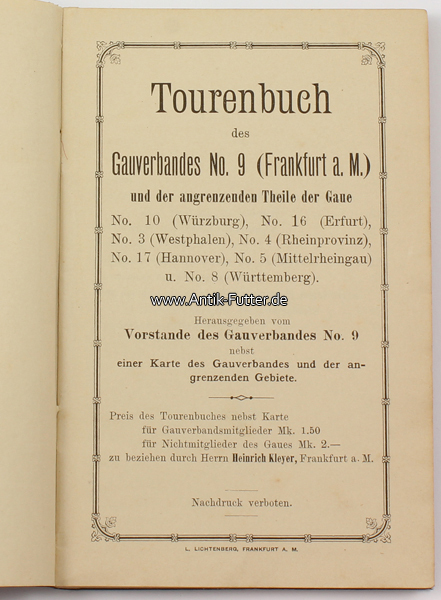 Tourenbuch
des
Gauverbandes No. 9 (Frankfurt a. M.)
und der angrenzenden Theile der Gaue
No. 10 (Würzburg), No. 16 (Erfurt),
No. 3 (Westphalen), No. 4 (Rheinprovinz),
No. 17 (Hannover), No. 5 (Mittelrheingau)
u. No. 8 (Württemberg).
www.Antik-Futter.de
Herausgegeben vom
Vorstande des Gauverbandes No. 9
nebst
einer Karte des Gauverbandes und der an-
grenzenden Gebiete.
Preis des Tourenbuches nebst Karte
für Gauverbandsmitglieder Mk. 1.50
für Nichtmitglieder des Gaues Mk. 2.—
zu beziehen durch Herrn Heinrich Kleyer, Frankfurt a. M.
Nachdruck verboten.
L. LICHTENBERG, FRANKFURT A. M.